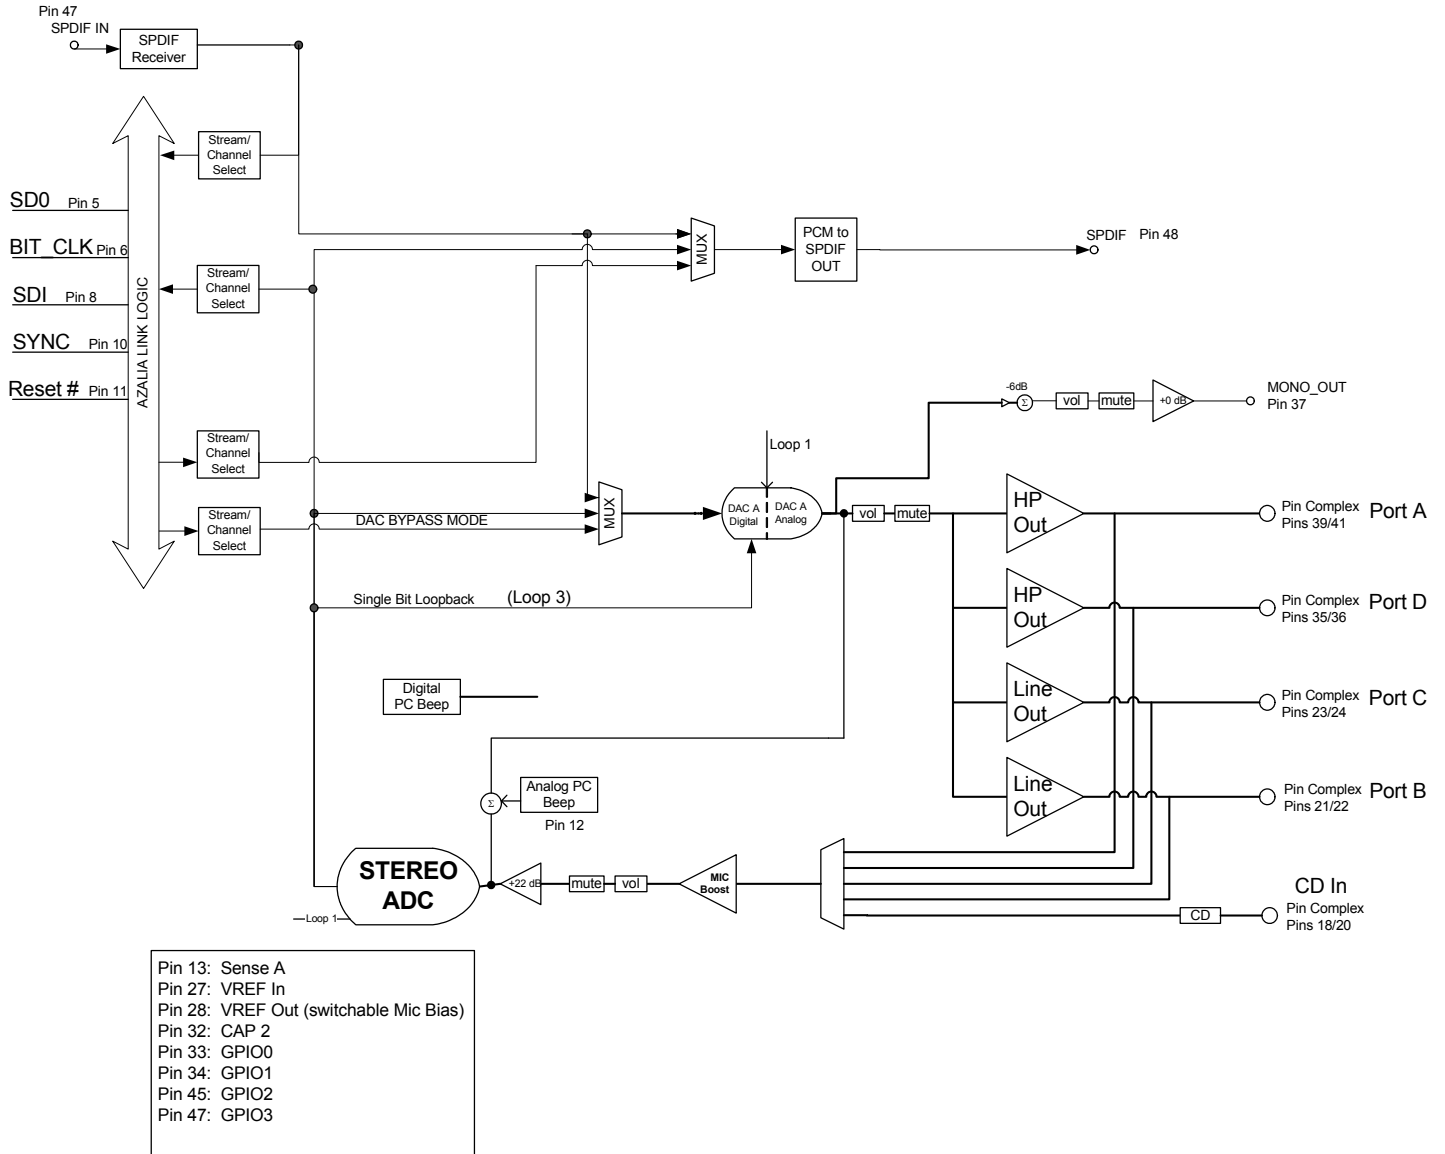 Pin 47
SPDIF IN
SPDIF
Receiver
Stream/
Channel
Select
SD0 Pin 5
BIT_CLK Pin 6
SDI Pin 8
SYNC Pin 10
Reset # Pin 11
AZALIA LINK LOGIC
Stream/
Channel
Select
Stream/
Channel
Select
Stream/
Channel
Select
MUX
PCM to
SPDIF
OUT
SPDIF Pin 48
-6dB
Σ
vol
mute
+0 dB
MONO_OUT
Pin 37
Loop 1
DAC BYPASS MODE
MUX
DAC A
Digital
DAC A
Analog
vol
mute
HP
Out
Pin Complex
Pins 39/41
Port A
Single Bit Loopback (Loop 3)
HP
Out
Pin Complex
Pins 35/36
Port D
Digital
PC Beep
Line
Out
Pin Complex
Pins 23/24
Port C
Σ
Analog PC
Beep
Pin 12
Line
Out
Pin Complex
Pins 21/22
Port B
STEREO
ADC
Loop 1
+22 dB
mute
vol
MIC
Boost
CD
CD In
Pin Complex
Pins 18/20
Pin 13: Sense A
Pin 27: VREF In
Pin 28: VREF Out (switchable Mic Bias)
Pin 32: CAP 2
Pin 33: GPIO0
Pin 34: GPIO1
Pin 45: GPIO2
Pin 47: GPIO3